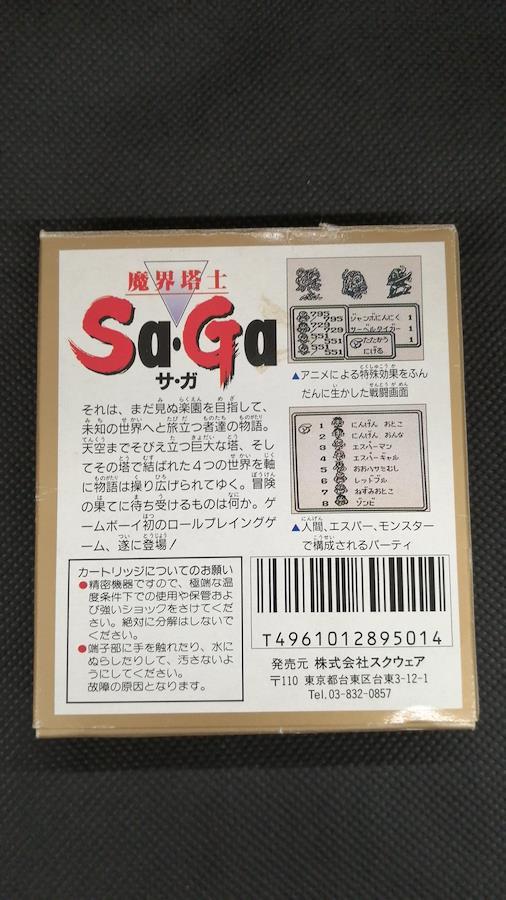 魔界塔士
Sa・Ga
サ・ガ
それは、まだ見ぬ楽園を目指して、
未知の世界へと旅立つ者達の物語。
天空までそびえ立つ巨大な塔、そし
てその塔で結ばれた4つの世界を軸
に物語は操り広げられてゆく。冒険
の果てに待ち受けるものは何か。ゲ
ームボーイ初のロールプレイングゲ
ーム、遂に登場！
カートリッジについてのお願い
●精密機器ですので、極端な温
度条件下での使用や保管およ
び強いショックをさけてくだ
さい。絶対に分解はしないで
ください。
●端子部に手を触れたり、水に
ぬらしたりして、汚さないよ
うにしてください。
故障の原因となります。
795
795
729
729
551
551
551
ジャンボにんにく 1
サーベルタイガー 1
たたかう
にげる
▲アニメによる特殊効果をふん
だんに生かした戦闘画面
1 にんげん おとこ
2 にんげん おんな
3 エスパーマン
4 エスパーギャル
5 おおハサミむし
6 レッドブル
7 ねずみおとこ
8 ゾンビ
▲人間、エスパー、モンスター
で構成されるパーティ
T4961012895014
発売元 株式会社スクウェア
〒110 東京都台東区台東3-12-1
Tel.03-832-0857